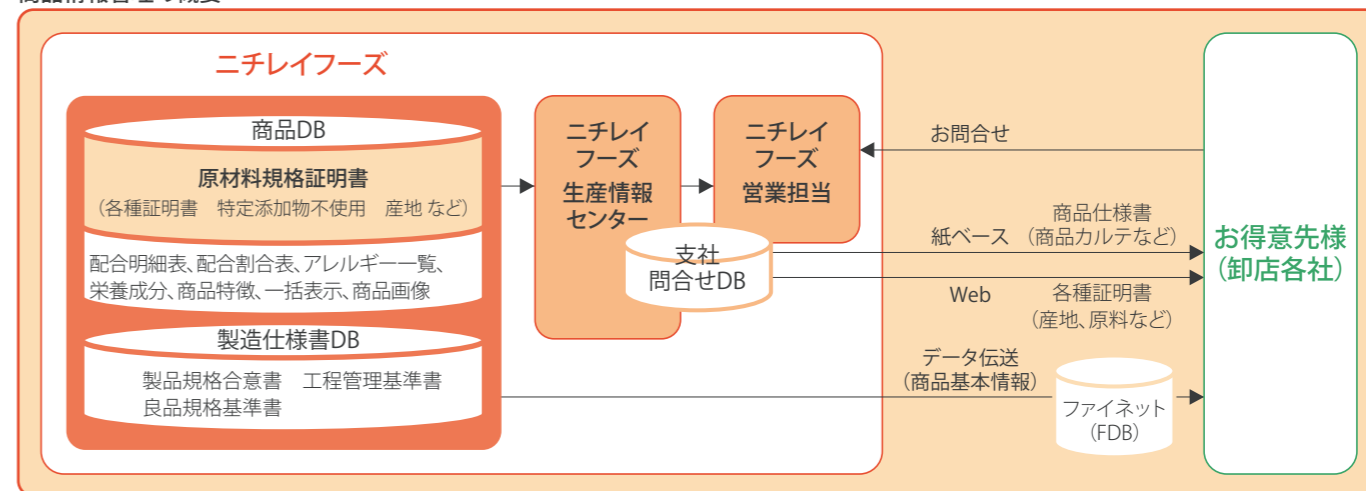 商品情報管理の概要
ニチレイフーズ
商品DB
原材料規格証明書
(各種証明書　特定添加物不使用　産地 など)
配合明細表、配合割合表、アレルギー一覧、
栄養成分、商品特徴、一括表示、商品画像
製造仕様書DB
製品規格合意書　工程管理基準書
良品規格基準書
ニチレイ
フーズ
生産情報
センター
ニチレイ
フーズ
営業担当
支社
問合せDB
お問合せ
紙ベース
商品仕様書
(商品カルテなど)
Web
各種証明書
(産地、原料など)
データ伝送
(商品基本情報)
ファイネット
(FDB)
お得意先様
(卸店各社)